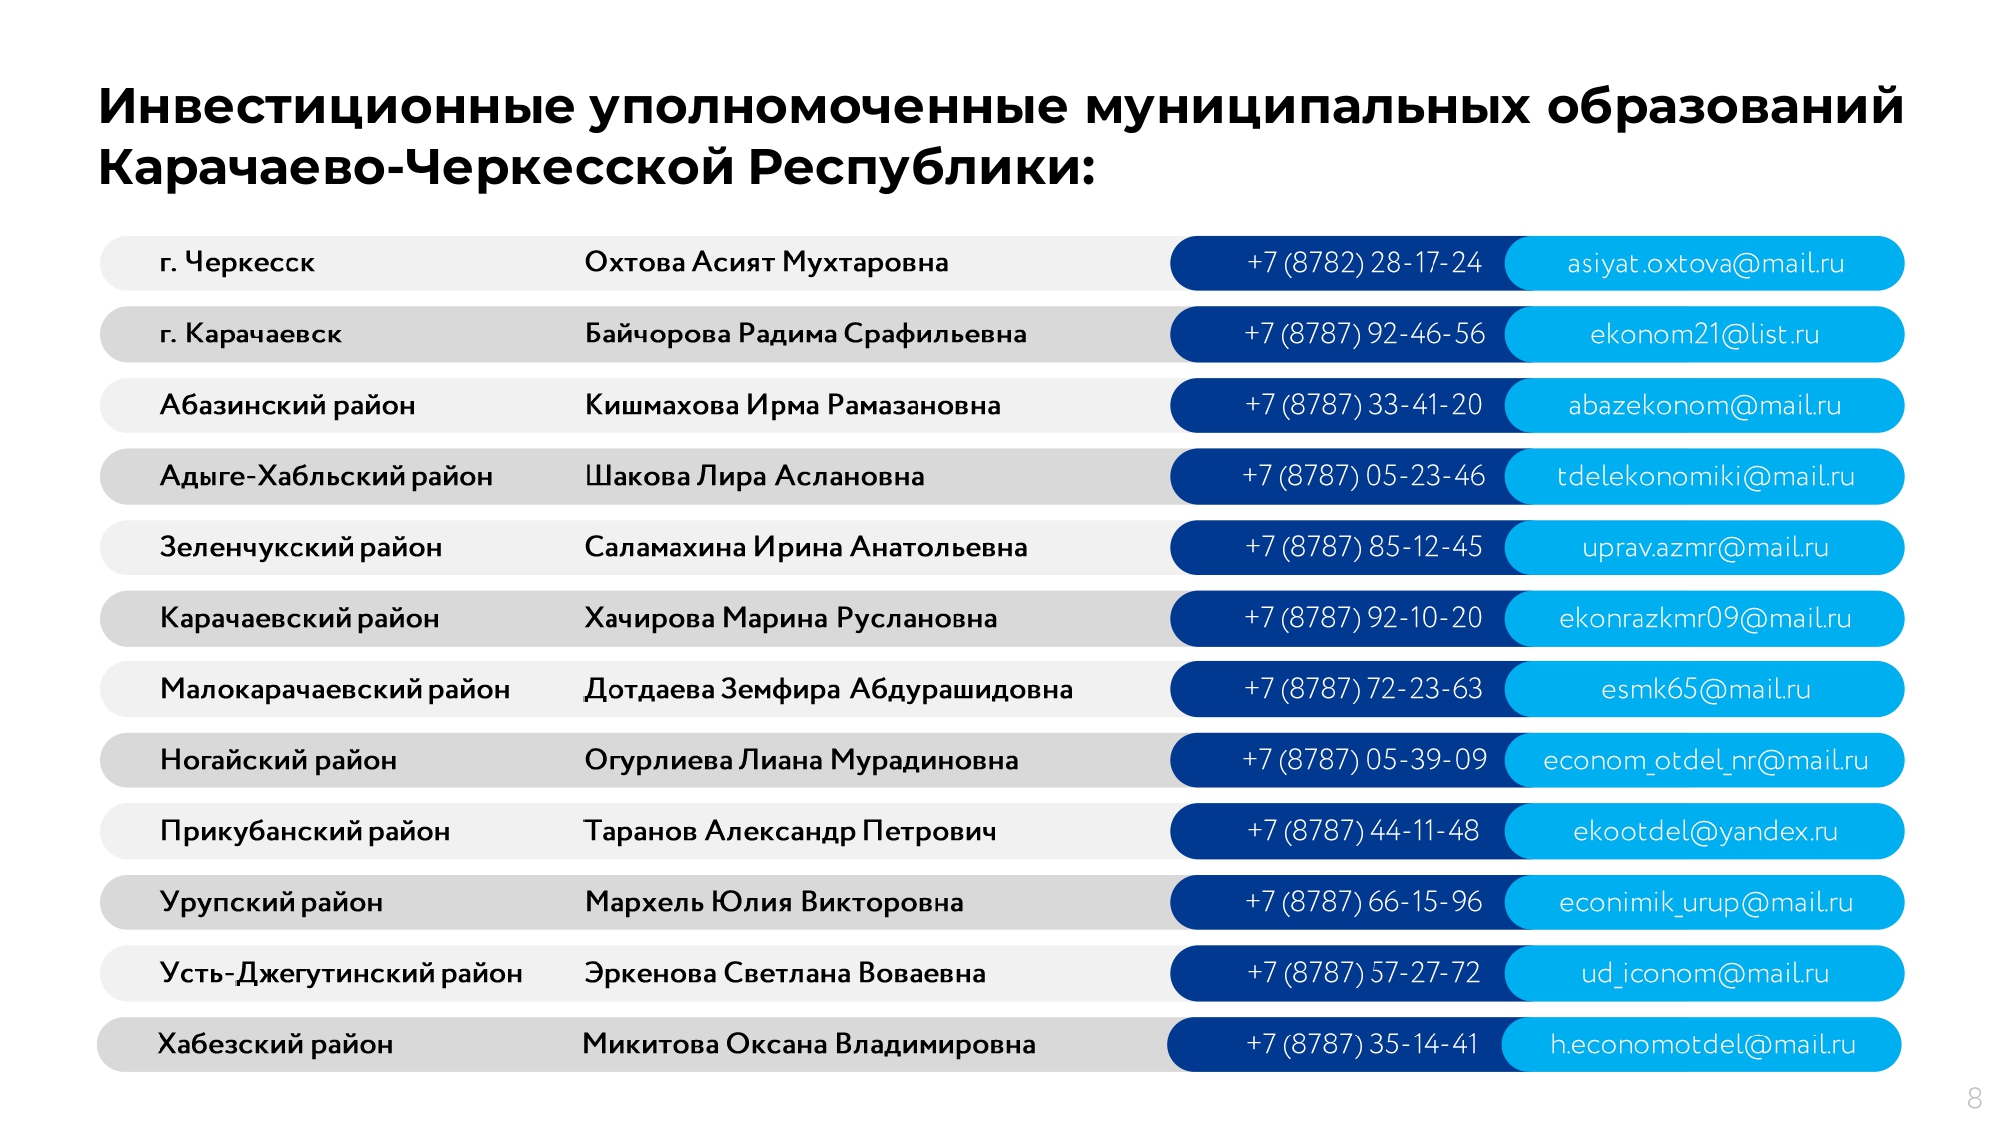 Инвестиционные уполномоченные муниципальных образований
Карачаево-Черкесской Республики:
г. Черкесск Охтова Асият Мухтаровна +7 (8782) 28-17-24 asiyat.oxtova@mail.ru
г. Карачаевск Байчорова Радима Срафильевна +7 (8787) 92-46-56 ekonom21@list.ru
Абазинский район Кишмахова Ирма Рамазановна +7 (8787) 33-41-20 abazekonom@mail.ru
Адыге-Хабльский район Шакова Лира Аслановна +7 (8787) 05-23-46 tdelekonomiki@mail.ru
Зеленчукский район Саламахина Ирина Анатольевна +7 (8787) 85-12-45 uprav.azmr@mail.ru
Карачаевский район Хачирова Марина Руслановна +7 (8787) 92-10-20 ekonrazkmr09@mail.ru
Малокарачаевский район Дотдаева Земфира Абдурашидовна +7 (8787) 72-23-63 esmk65@mail.ru
Ногайский район Огурлиева Лиана Мурадиновна +7 (8787) 05-39-09 econom_otdel_nr@mail.ru
Прикубанский район Таранов Александр Петрович +7 (8787) 44-11-48 ekootdel@yandex.ru
Урупский район Мархель Юлия Викторовна +7 (8787) 66-15-96 econimik_urup@mail.ru
Усть-Джегутинский район Эркенова Светлана Воваевна +7 (8787) 57-27-72 ud_iconom@mail.ru
Хабезский район Микитова Оксана Владимировна +7 (8787) 35-14-41 h.economotdel@mail.ru
8